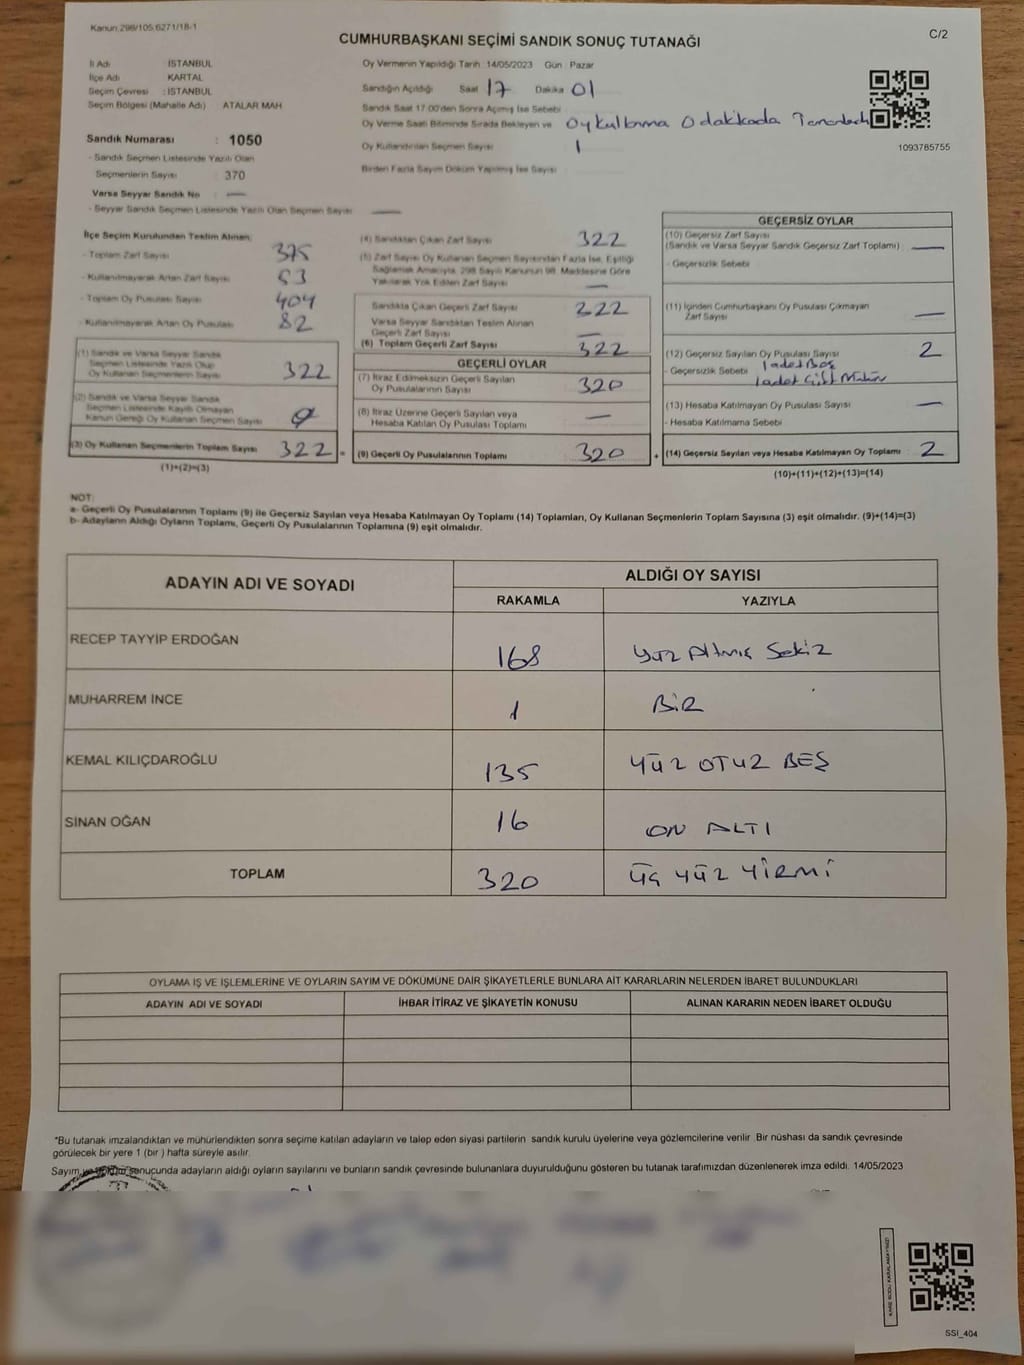 Kanun:298/105,6271/18-1
C/2
CUMHURBAŞKANI SEÇİMİ SANDIK SONUÇ TUTANAĞI
İl Adı İSTANBUL
İlçe Adı KARTAL
Seçim Çevresi : İSTANBUL
Seçim Bölgesi (Mahalle Adı) ATALAR MAH
Sandık Numarası : 1050
- Sandık Seçmen Listesinde Yazılı Olan
Seçmenlerin Sayısı : 370
Varsa Seyyar Sandık No : —
- Seyyar Sandık Seçmen Listesinde Yazılı Olan Seçmen Sayısı —
Oy Vermenin Yapıldığı Tarih : 14/05/2023 Gün : Pazar
Sandığın Açıldığı Saat 17 Dakika 01
Sandık Saat 17:00'den Sonra Açılmış İse Sebebi
Oy Verme Saati Bitiminde Sırada Bekleyen ve Oy kullanma 0 dakikada
Oy Kullandırılan Seçmen Sayısı 1
Birden Fazla Sayım Döküm Yapılmış İse Sayısı
1093785755
İlçe Seçim Kurulundan Teslim Alınan:
- Toplam Zarf Sayısı 375
- Kullanılmayarak Artan Zarf Sayısı 53
- Toplam Oy Pusulası Sayısı 404
- Kullanılmayarak Artan Oy Pusulası 82
(1) Sandık ve Varsa Seyyar Sandık
Seçmen Listesinde Yazılı Olup
Oy Kullanan Seçmenlerin Sayısı 322
(2) Sandık ve Varsa Seyyar Sandık
Seçmen Listesinde Kayıtlı Olmayan
Kanun Gereği Oy Kullanan Seçmen Sayısı 0
(3) Oy Kullanan Seçmenlerin Toplam Sayısı 322 =
(1)+(2)=(3)
(4) Sandıktan Çıkan Zarf Sayısı 322
(5) Zarf Sayısı Oy Kullanan Seçmen Sayısından Fazla İse, Eşitliği
Sağlamak Amacıyla, 298 Sayılı Kanunun 98. Maddesine Göre
Yakılarak Yok Edilen Zarf Sayısı —
Sandıkta Çıkan Geçerli Zarf Sayısı 322
Varsa Seyyar Sandıktan Teslim Alınan
Geçerli Zarf Sayısı —
(6) Toplam Geçerli Zarf Sayısı 322
GEÇERLİ OYLAR
(7) İtiraz Edilmeksizin Geçerli Sayılan
Oy Pusulalarının Sayısı 320
(8) İtiraz Üzerine Geçerli Sayılan veya
Hesaba Katılan Oy Pusulaları Toplamı —
(9) Geçerli Oy Pusulalarının Toplamı 320 +
GEÇERSİZ OYLAR
(10) Geçersiz Zarf Sayısı
(Sandık ve Varsa Seyyar Sandık Geçersiz Zarf Toplamı) : —
- Geçersizlik Sebebi
(11) İçinden Cumhurbaşkanı Oy Pusulası Çıkmayan
Zarf Sayısı —
(12) Geçersiz Sayılan Oy Pusulası Sayısı 2
- Geçersizlik Sebebi 1 adet Boş
1 adet Çift Mühür
(13) Hesaba Katılmayan Oy Pusulası Sayısı —
- Hesaba Katılmama Sebebi
(14) Geçersiz Sayılan veya Hesaba Katılmayan Oy Toplamı : 2
(10)+(11)+(12)+(13)=(14)
NOT:
a- Geçerli Oy Pusulalarının Toplamı (9) ile Geçersiz Sayılan veya Hesaba Katılmayan Oy Toplamı (14) Toplamları, Oy Kullanan Seçmenlerin Toplam Sayısına (3) eşit olmalıdır. (9)+(14)=(3)
b- Adayların Aldığı Oyların Toplamı, Geçerli Oy Pusulalarının Toplamına (9) eşit olmalıdır.
ADAYIN ADI VE SOYADI ALDIĞI OY SAYISI
RAKAMLA YAZIYLA
RECEP TAYYİP ERDOĞAN 168 Yüz Altmış Sekiz
MUHARREM İNCE 1 BİR
KEMAL KILIÇDAROĞLU 135 YÜZ OTUZ BEŞ
SİNAN OĞAN 16 ON ALTI
TOPLAM 320 ÜÇ YÜZ YİRMİ
OYLAMA İŞ VE İŞLEMLERİNE VE OYLARIN SAYIM VE DÖKÜMÜNE DAİR ŞİKAYETLERLE BUNLARA AİT KARARLARIN NELERDEN İBARET BULUNDUKLARI
ADAYIN ADI VE SOYADI İHBAR İTİRAZ VE ŞİKAYETİN KONUSU ALINAN KARARIN NEDEN İBARET OLDUĞU
*Bu tutanak imzalandıktan ve mühürlendikten sonra seçime katılan adayların ve talep eden siyasi partilerin sandık kurulu üyelerine veya gözlemcilerine verilir. Bir nüshası da sandık çevresinde
görülecek bir yere 1 (bir ) hafta süreyle asılır.
Sayım ve döküm sonucunda adayların aldığı oyların sayılarını ve bunların sandık çevresinde bulunanlara duyurulduğunu gösteren bu tutanak tarafımızdan düzenlenerek imza edildi. 14/05/2023
KARE KODU KARALAMAYINIZ!
SSI_404